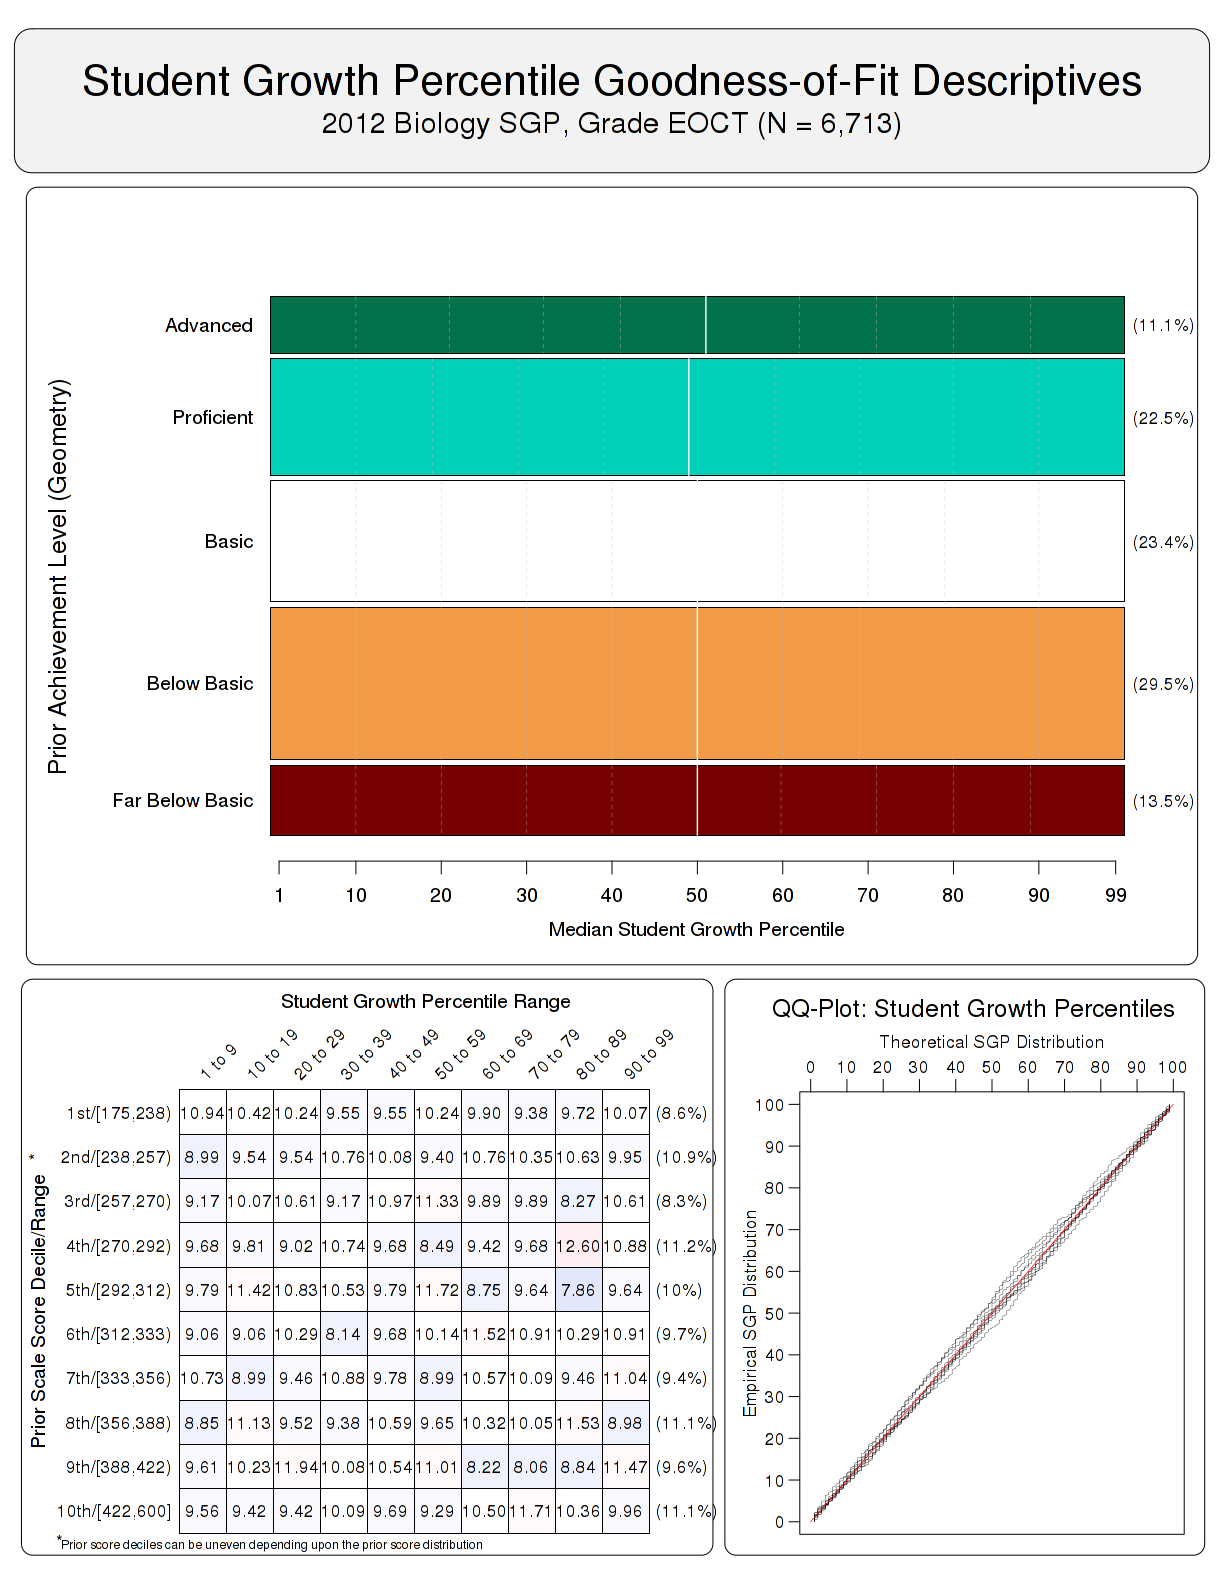 Student Growth Percentile Goodness-of-Fit Descriptives
2012 Biology SGP, Grade EOCT (N = 6,713)
Prior Achievement Level (Geometry)
Advanced (11.1%)
Proficient (22.5%)
Basic (23.4%)
Below Basic (29.5%)
Far Below Basic (13.5%)
1 10 20 30 40 50 60 70 80 90 99
Median Student Growth Percentile
Student Growth Percentile Range
1 to 9 10 to 19 20 to 29 30 to 39 40 to 49 50 to 59 60 to 69 70 to 79 80 to 89 90 to 99
Prior Scale Score Decile/Range *
1st/[175,238) 10.94 10.42 10.24 9.55 9.55 10.24 9.90 9.38 9.72 10.07 (8.6%)
2nd/[238,257) 8.99 9.54 9.54 10.76 10.08 9.40 10.76 10.35 10.63 9.95 (10.9%)
3rd/[257,270) 9.17 10.07 10.61 9.17 10.97 11.33 9.89 9.89 8.27 10.61 (8.3%)
4th/[270,292) 9.68 9.81 9.02 10.74 9.68 8.49 9.42 9.68 12.60 10.88 (11.2%)
5th/[292,312) 9.79 11.42 10.83 10.53 9.79 11.72 8.75 9.64 7.86 9.64 (10%)
6th/[312,333) 9.06 9.06 10.29 8.14 9.68 10.14 11.52 10.91 10.29 10.91 (9.7%)
7th/[333,356) 10.73 8.99 9.46 10.88 9.78 8.99 10.57 10.09 9.46 11.04 (9.4%)
8th/[356,388) 8.85 11.13 9.52 9.38 10.59 9.65 10.32 10.05 11.53 8.98 (11.1%)
9th/[388,422) 9.61 10.23 11.94 10.08 10.54 11.01 8.22 8.06 8.84 11.47 (9.6%)
10th/[422,600] 9.56 9.42 9.42 10.09 9.69 9.29 10.50 11.71 10.36 9.96 (11.1%)
*Prior score deciles can be uneven depending upon the prior score distribution
QQ-Plot: Student Growth Percentiles
Theoretical SGP Distribution
0 10 20 30 40 50 60 70 80 90 100
Empirical SGP Distribution
100
90
80
70
60
50
40
30
20
10
0